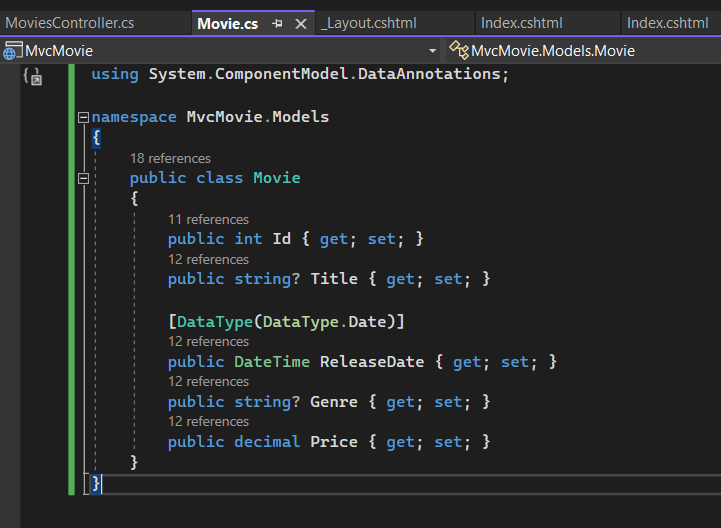 MoviesController.cs Movie.cs _Layout.cshtml Index.cshtml Index.cshtml
MvcMovie MvcMovie.Models.Movie
using System.ComponentModel.DataAnnotations;
namespace MvcMovie.Models
{
18 references
public class Movie
{
11 references
public int Id { get; set; }
12 references
public string? Title { get; set; }
[DataType(DataType.Date)]
12 references
public DateTime ReleaseDate { get; set; }
12 references
public string? Genre { get; set; }
12 references
public decimal Price { get; set; }
}
}